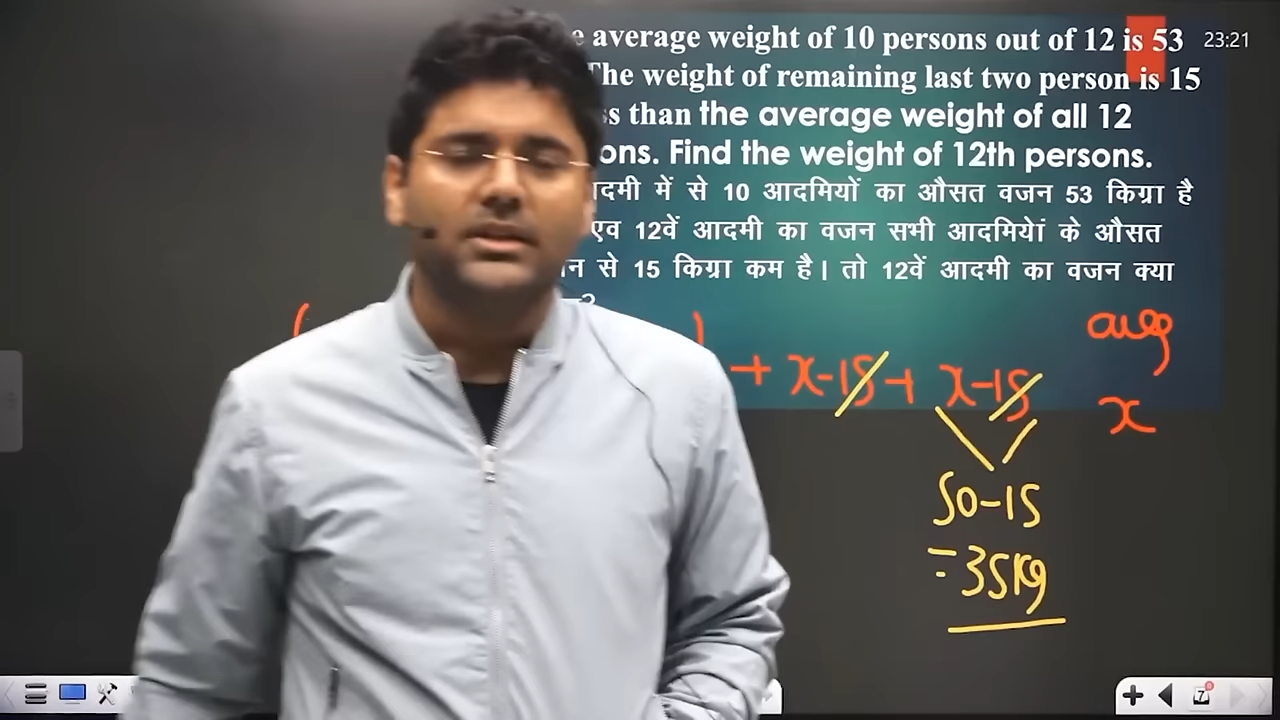 e average weight of 10 persons out of 12 is 53
The weight of remaining last two person is 15
ss than the average weight of all 12
ons. Find the weight of 12th persons.
दमी में से 10 आदमियों का औसत वजन 53 किग्रा है
एव 12वें आदमी का वजन सभी आदमियेां के औसत
न से 15 किग्रा कम है। तो 12वें आदमी का वजन क्या
23:21
( ) + x-15 + x-15
avg
x
50-15
=35kg
7